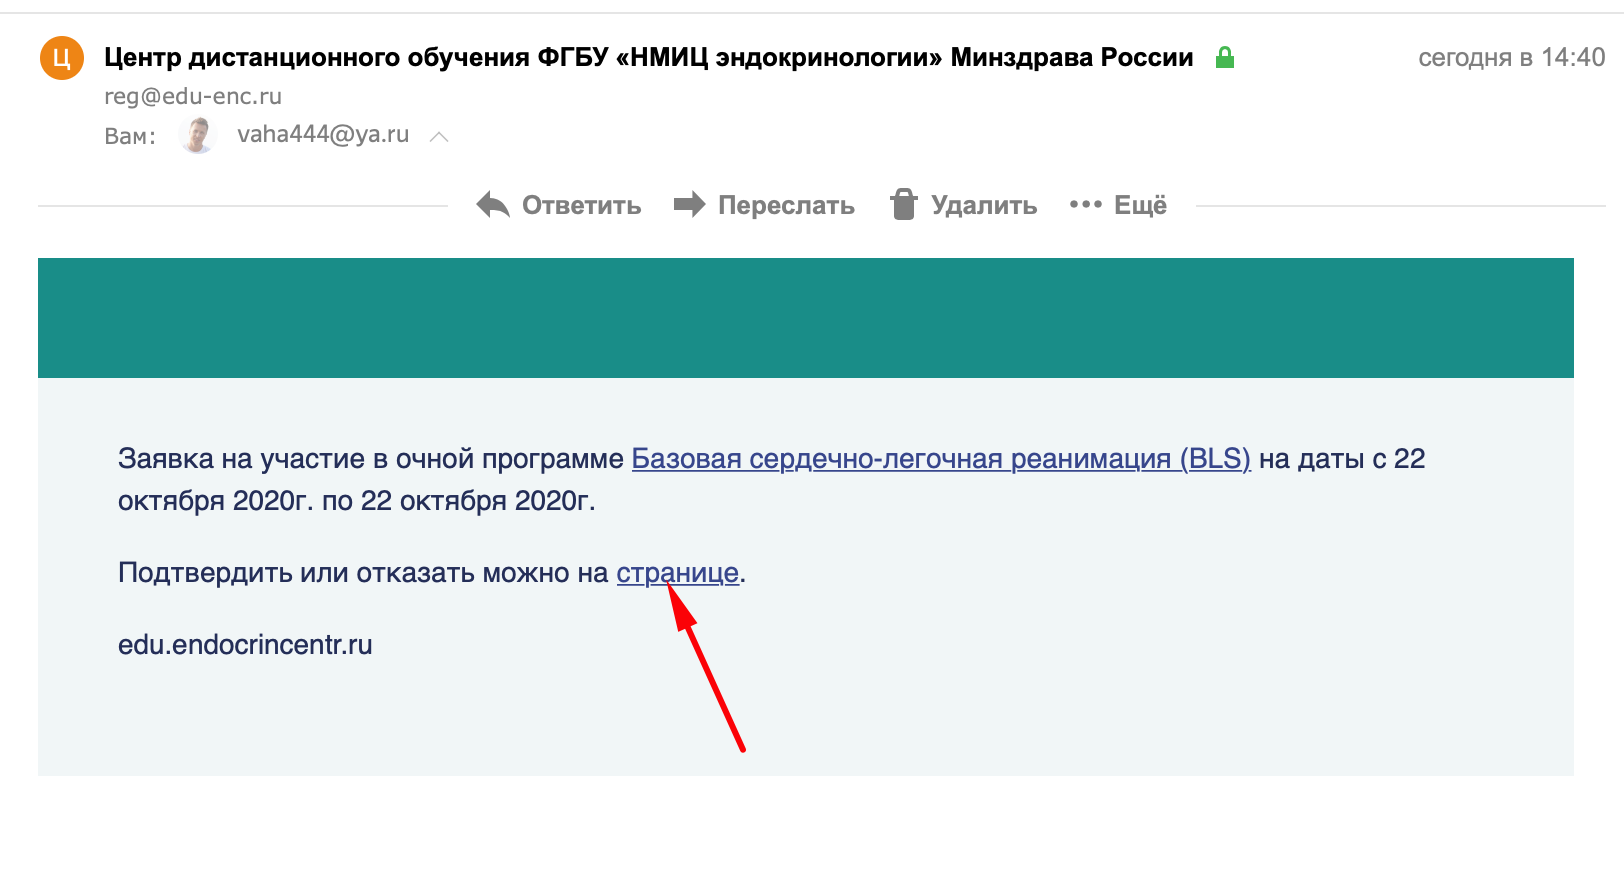 Ц
Центр дистанционного обучения ФГБУ «НМИЦ эндокринологии» Минздрава России
сегодня в 14:40
reg@edu-enc.ru
Вам: vaha444@ya.ru
Ответить Переслать Удалить ••• Ещё
Заявка на участие в очной программе Базовая сердечно-легочная реанимация (BLS) на даты с 22
октября 2020г. по 22 октября 2020г.
Подтвердить или отказать можно на странице.
edu.endocrincentr.ru